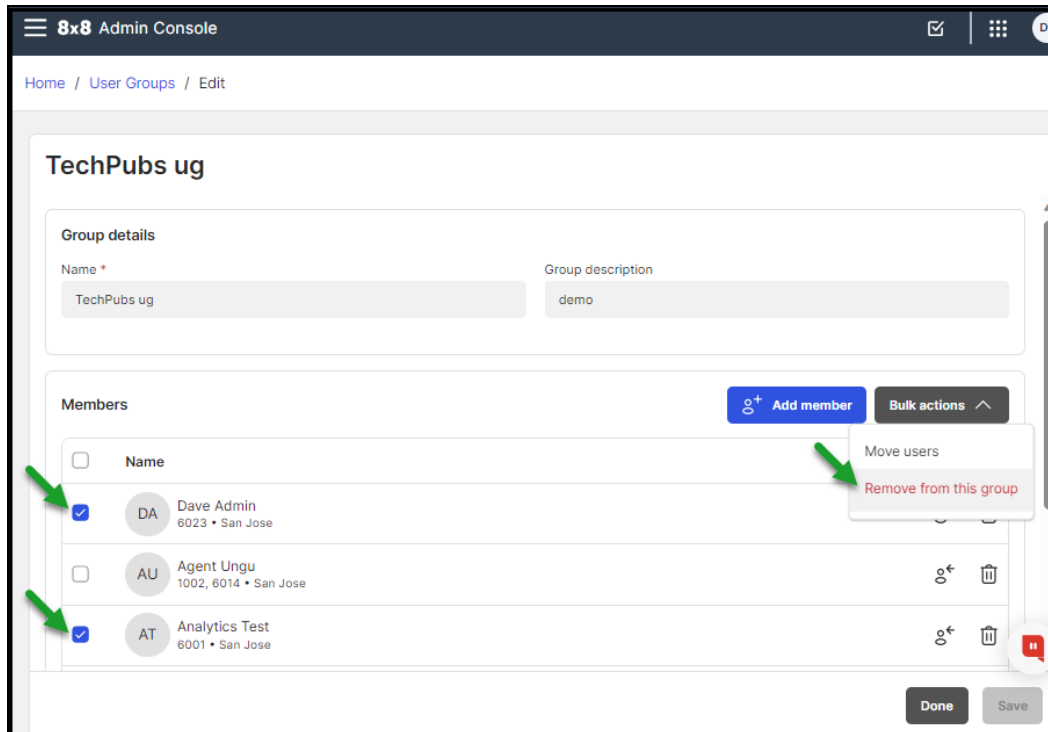 8x8 Admin Console
D
Home / User Groups / Edit
TechPubs ug
Group details
Name *
Group description
TechPubs ug
demo
Members
Add member
Bulk actions
Move users
Remove from this group
Name
DA
Dave Admin
6023 • San Jose
AU
Agent Ungu
1002, 6014 • San Jose
AT
Analytics Test
6001 • San Jose
Done
Save